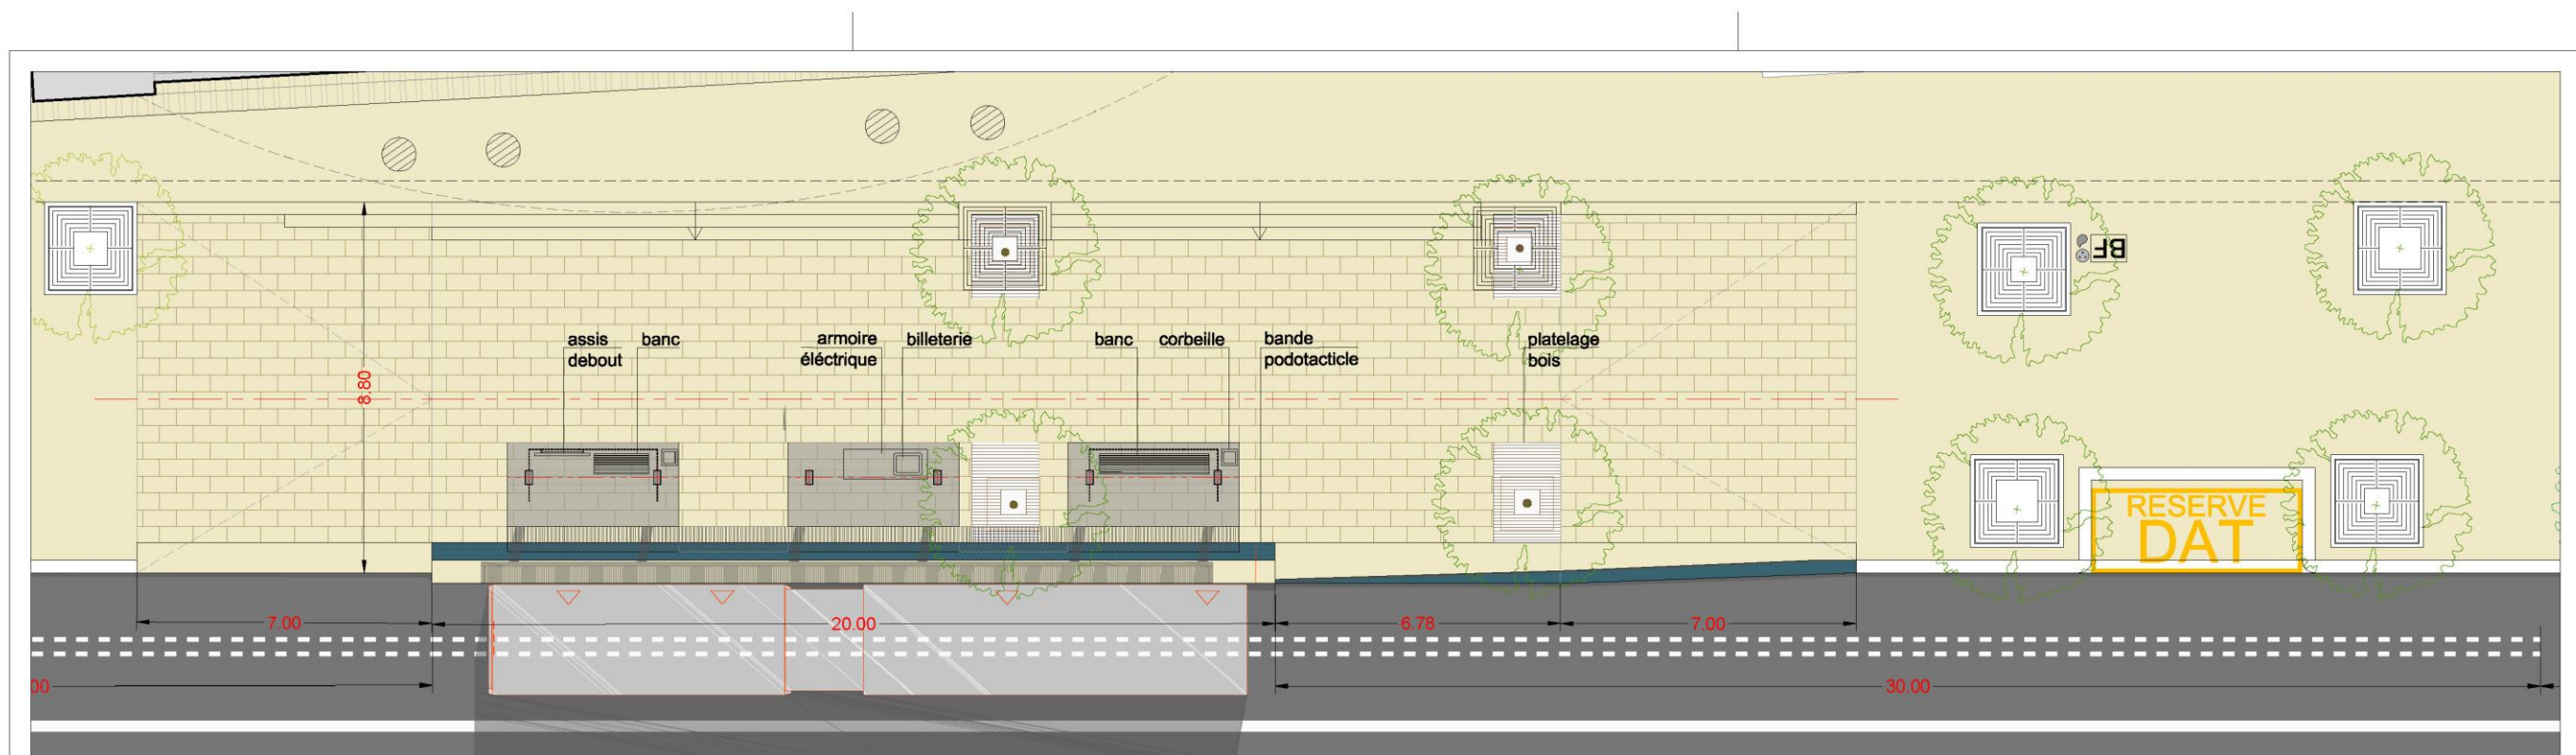 BF
assis
debout
banc
armoire
éléctrique
billeterie
banc
corbeille
bande
podotacticle
platelage
bois
8.80
RESERVE
DAT
7.00
20.00
6.78
7.00
00
30.00